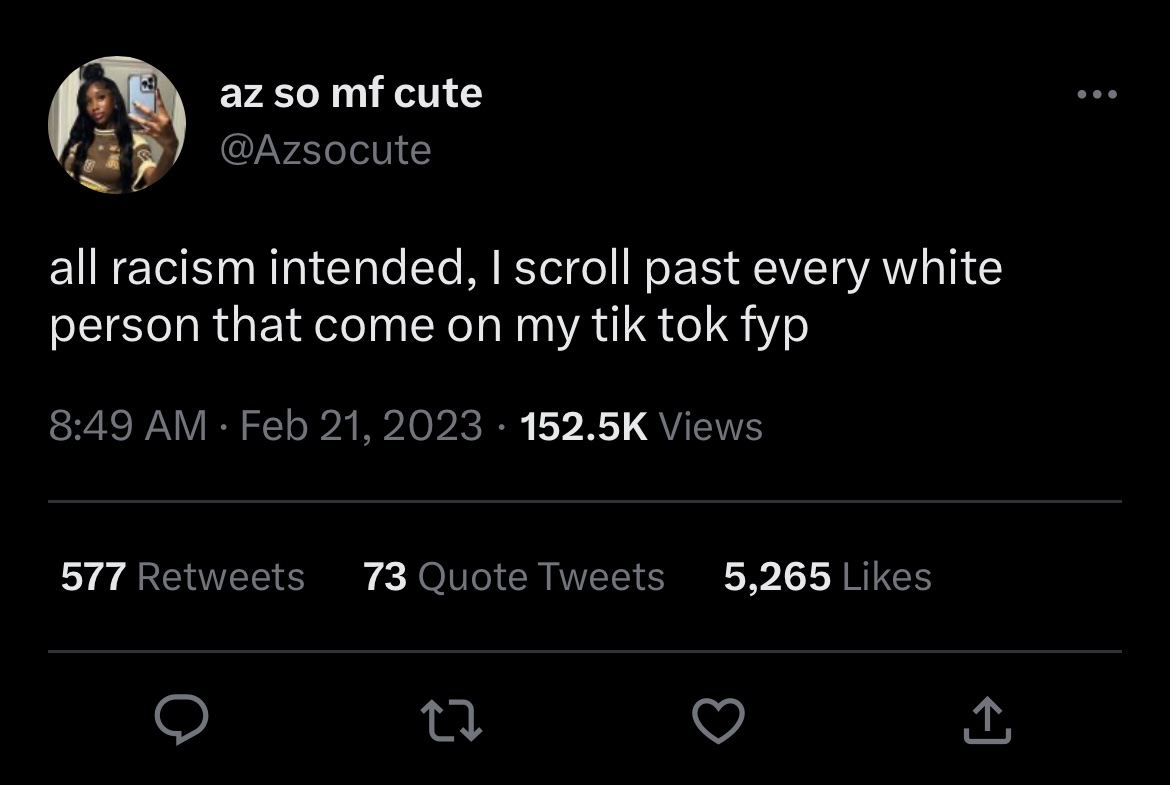 az so mf cute
@Azsocute
all racism intended, I scroll past every white
person that come on my tik tok fyp
8:49 AM · Feb 21, 2023 · 152.5K Views
577 Retweets 73 Quote Tweets 5,265 Likes